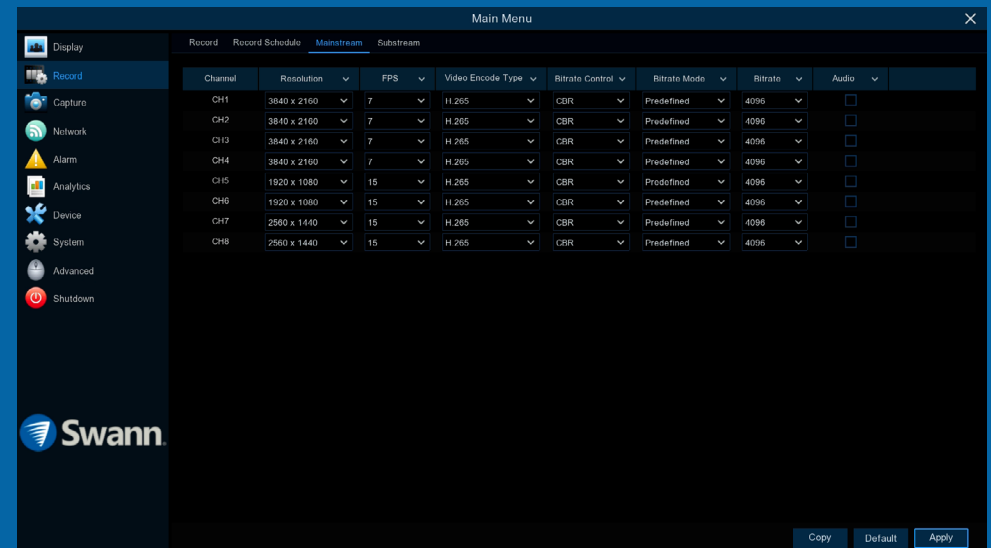 Main Menu
Display
Record
Capture
Network
Alarm
Analytics
Device
System
Advanced
Shutdown
Swann
Record Record Schedule Mainstream Substream
Channel Resolution FPS Video Encode Type Bitrate Control Bitrate Mode Bitrate Audio
CH1 3840 x 2160 7 H.265 CBR Predefined 4096
CH2 3840 x 2160 7 H.265 CBR Predefined 4096
CH3 3840 x 2160 7 H.265 CBR Predefined 4096
CH4 3840 x 2160 7 H.265 CBR Predefined 4096
CH5 1920 x 1080 15 H.265 CBR Predefined 4096
CH6 1920 x 1080 15 H.265 CBR Predefined 4096
CH7 2560 x 1440 15 H.265 CBR Predefined 4096
CH8 2560 x 1440 15 H.265 CBR Predefined 4096
Copy Default Apply